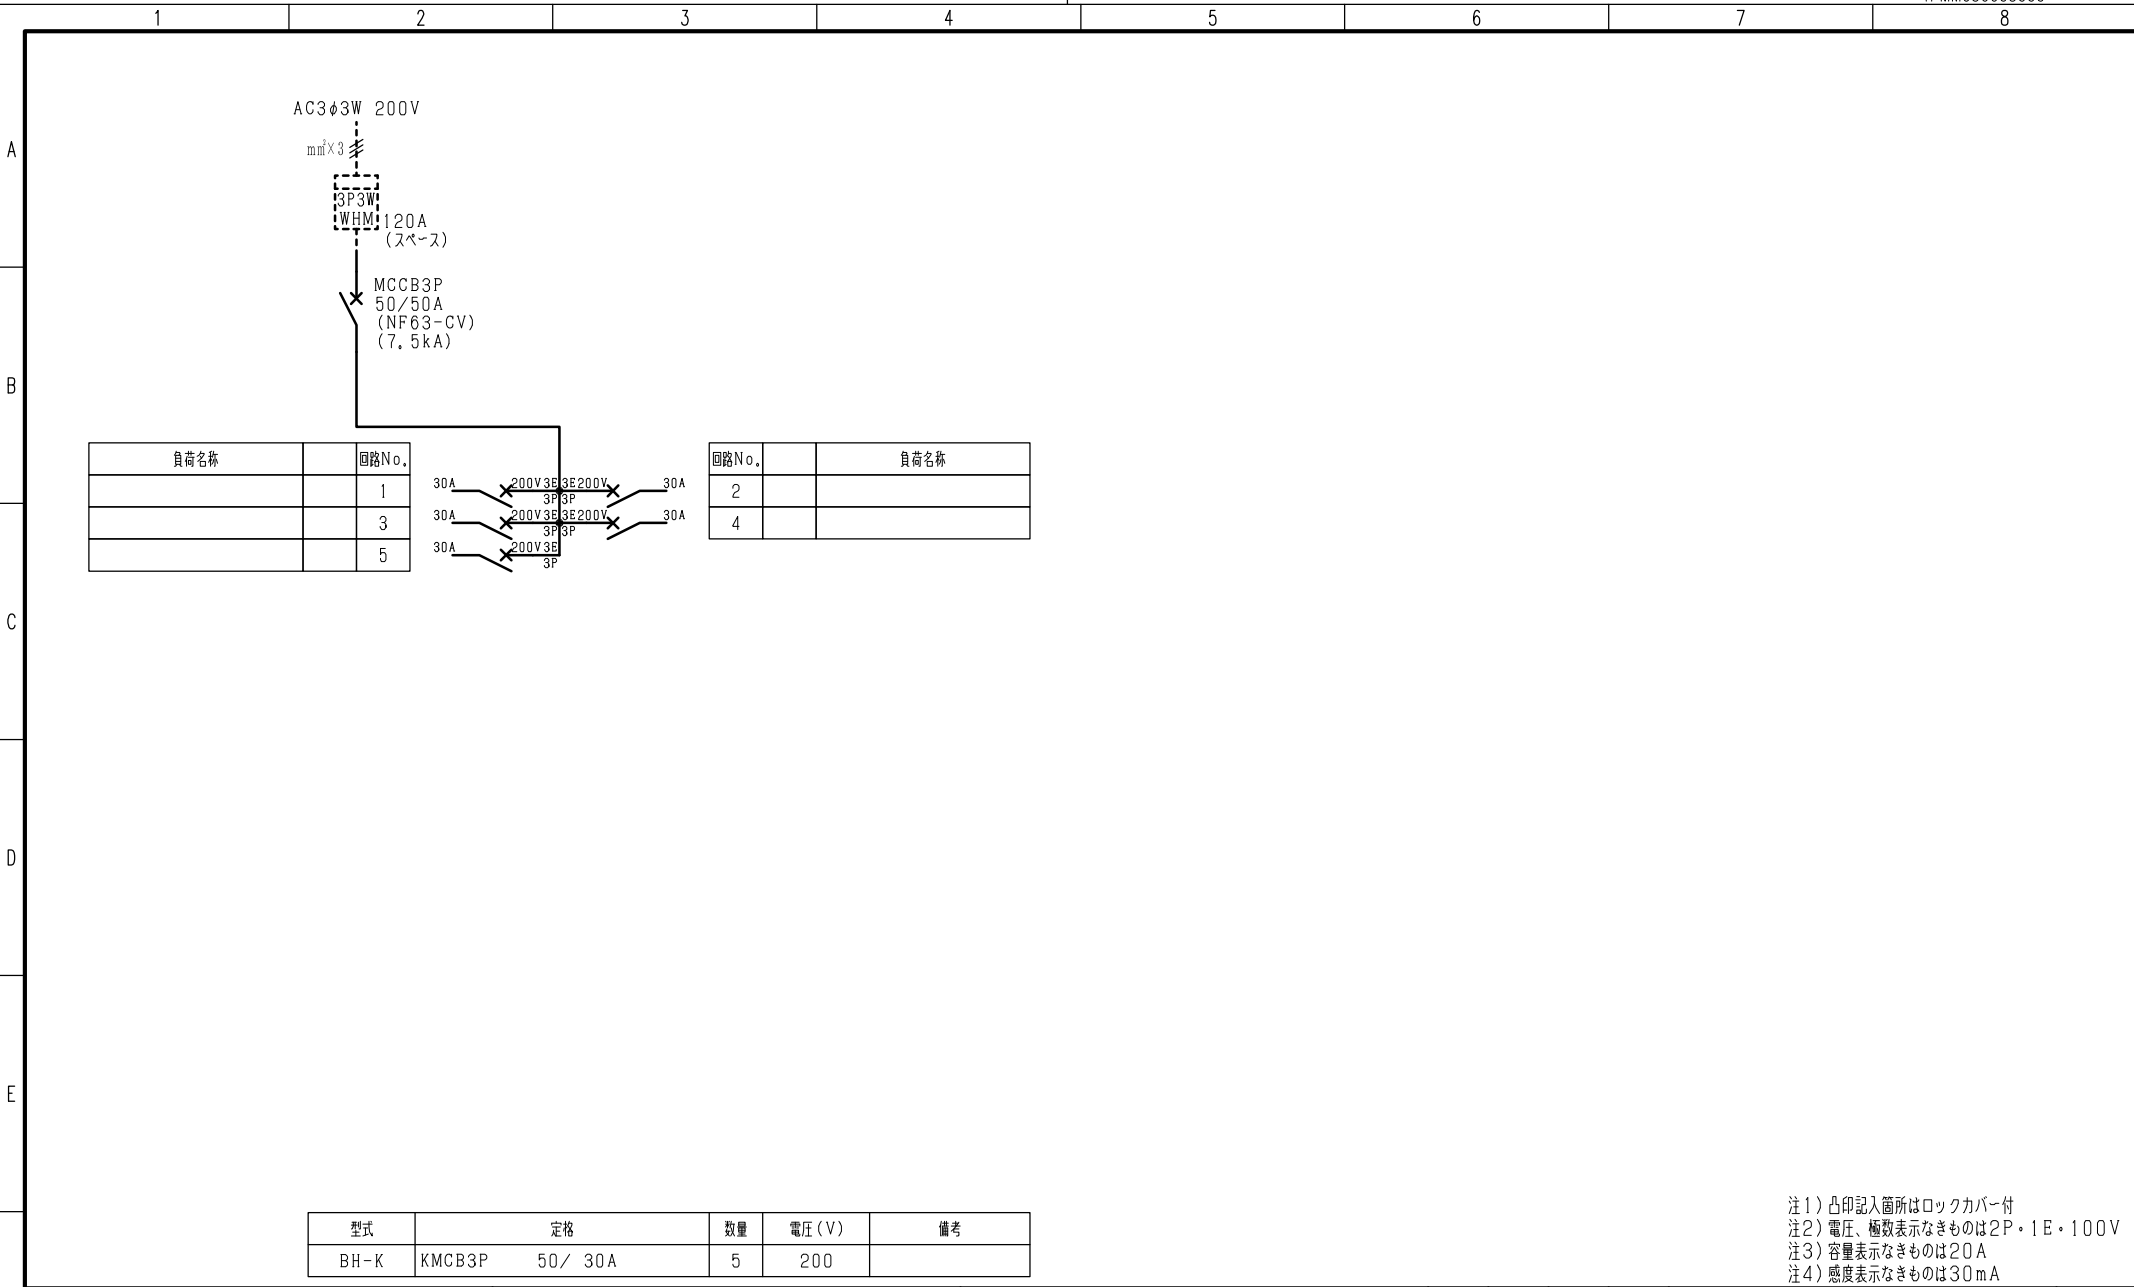 1 2 3 4 5 6 7 8
A
B
C
D
E
AC3φ3W 200V
mm²×3
3P3W
WHM
120A
(スペース)
MCCB3P
50/50A
(NF63-CV)
(7.5kA)
負荷名称 回路No.
1
3
5
30A 200V 3E 3E 200V 30A
3P 3P
30A 200V 3E 3E 200V 30A
3P 3P
30A 200V 3E
3P
回路No. 負荷名称
2
4
型式 定格 数量 電圧(V) 備考
BH-K KMCB3P 50/ 30A 5 200
注1)凸印記入箇所はロックカバー付
注2)電圧、極数表示なきものは2P・1E・100V
注3)容量表示なきものは20A
注4)感度表示なきものは30mA